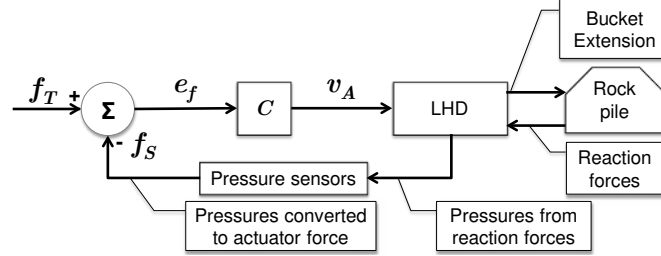 Bucket
Extension
f_T
+
Σ
e_f
C
v_A
LHD
Rock
pile
- f_S
Pressure sensors
Reaction
forces
Pressures converted
to actuator force
Pressures from
reaction forces